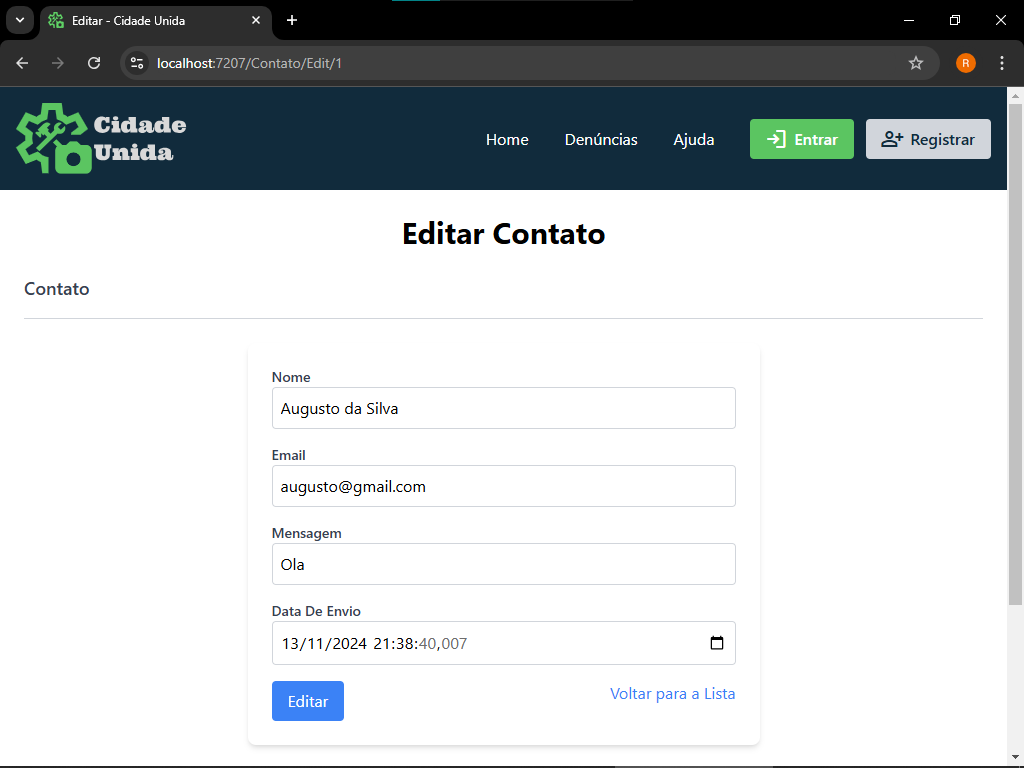 Editar - Cidade Unida
localhost:7207/Contato/Edit/1
R
Cidade
Unida
Home
Denúncias
Ajuda
Entrar
Registrar
Editar Contato
Contato
Nome
Augusto da Silva
Email
augusto@gmail.com
Mensagem
Ola
Data De Envio
13/11/2024 21:38:40,007
Editar
Voltar para a Lista